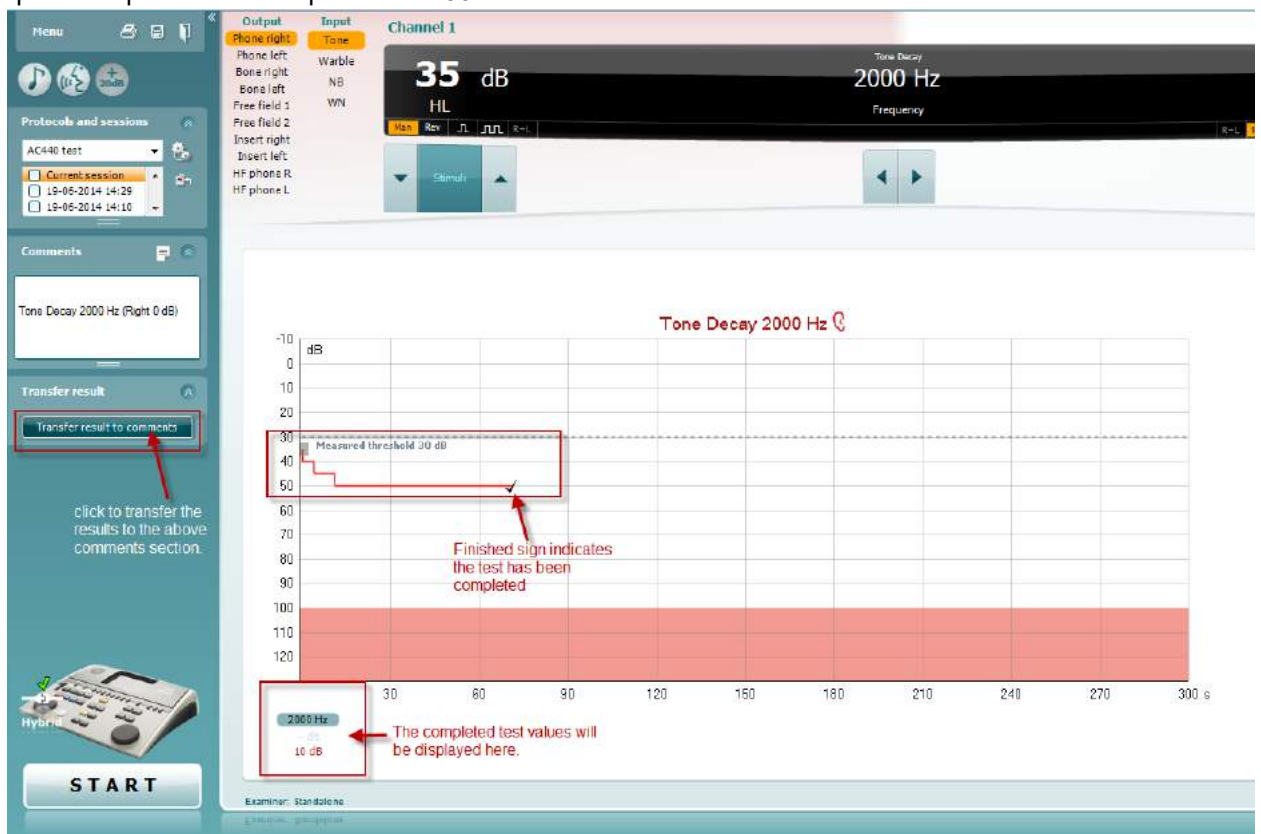 Menu
Protocols and sessions
AC440 test
Current session
19-06-2014 14:29
19-06-2014 14:10
Comments
Tone Decay 2000 Hz (Right 0 dB)
Transfer result
Transfer result to comments
click to transfer the
results to the above
comments section.
Hybrid
START
Output
Phone right
Phone left
Bone right
Bone left
Free field 1
Free field 2
Insert right
Insert left
HF phone R
HF phone L
Input
Tone
Warble
NB
WN
Channel 1
35 dB
HL
Man Rev R+L
Tone Decay
2000 Hz
Frequency
R+L
Stimuli
Tone Decay 2000 Hz
dB
-10
0
10
20
30
40
50
60
70
80
90
100
110
120
Measured threshold 30 dB
Finished sign indicates
the test has been
completed
30 60 90 120 150 180 210 240 270 300 s
2000 Hz
- dB
10 dB
The completed test values will
be displayed here.
Examiner: Standalone